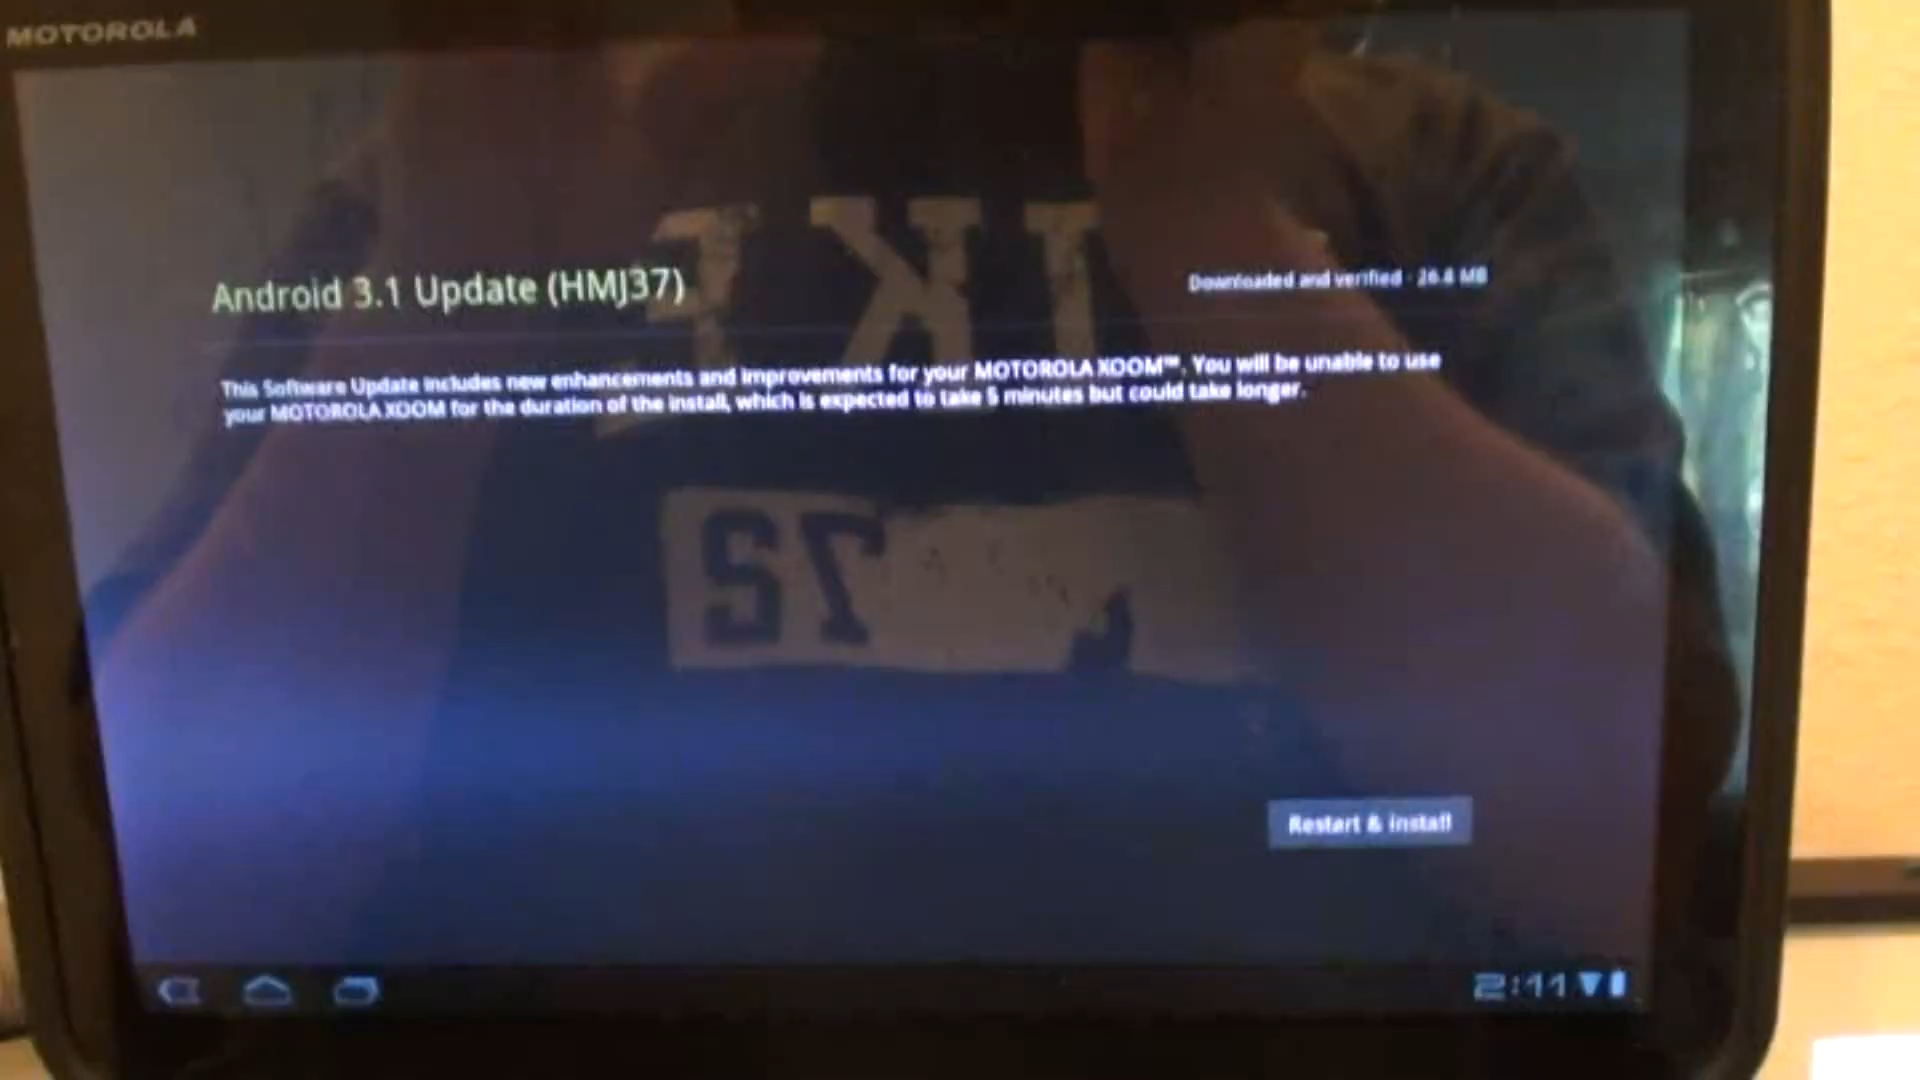 MOTOROLA
Android 3.1 Update (HMJ37)
Downloaded and verified · 26.8 MB
This Software Update includes new enhancements and improvements for your MOTOROLA XOOM™. You will be unable to use
your MOTOROLA XOOM for the duration of the install, which is expected to take 5 minutes but could take longer.
72
Restart & install
2:11